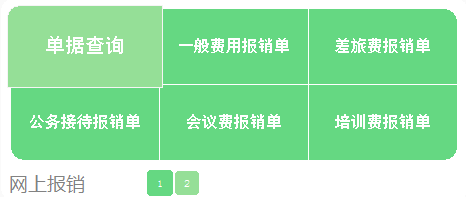 单据查询 一般费用报销单 差旅费报销单
公务接待报销单 会议费报销单 培训费报销单
网上报销 1 2